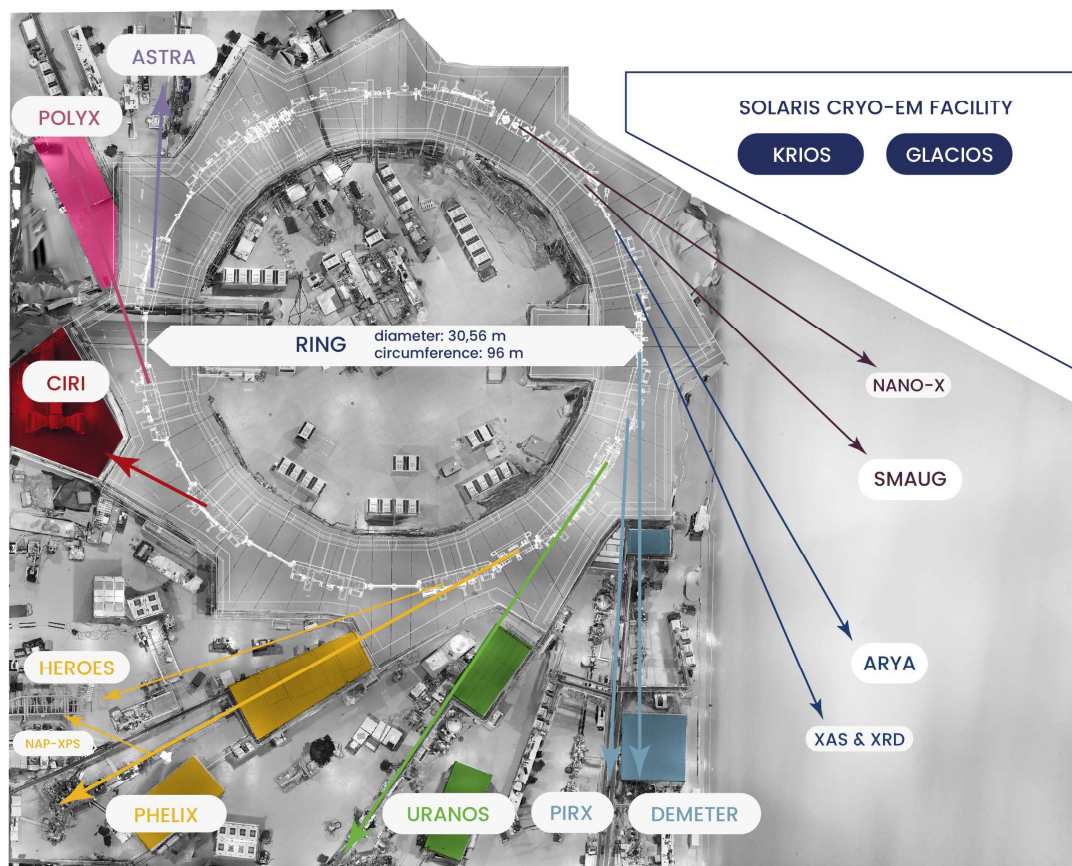 ASTRA
POLYX
SOLARIS CRYO-EM FACILITY
KRIOS
GLACIOS
RING
diameter: 30,56 m
circumference: 96 m
CIRI
NANO-X
SMAUG
HEROES
ARYA
NAP-XPS
XAS & XRD
PHELIX
URANOS
PIRX
DEMETER